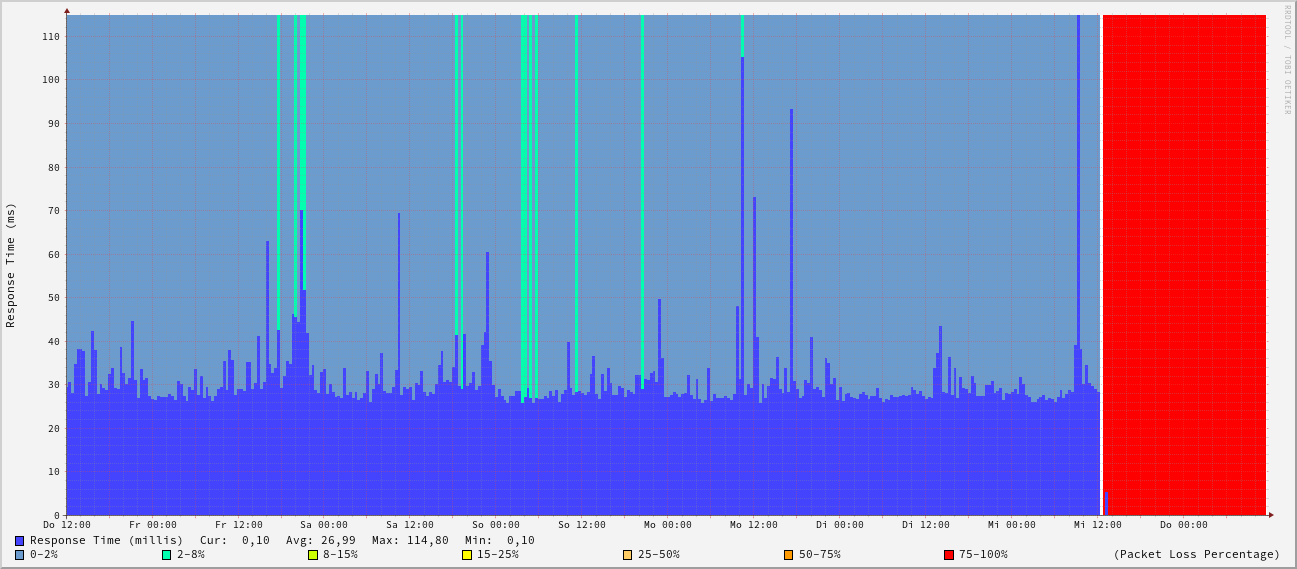 RRDTOOL / TOBI OETIKER
Response Time (ms)
110
100
90
80
70
60
50
40
30
20
10
0
Do 12:00 Fr 00:00 Fr 12:00 Sa 00:00 Sa 12:00 So 00:00 So 12:00 Mo 00:00 Mo 12:00 Di 00:00 Di 12:00 Mi 00:00 Mi 12:00 Do 00:00
Response Time (millis) Cur: 0,10 Avg: 26,99 Max: 114,80 Min: 0,10
0-2% 2-8% 8-15% 15-25% 25-50% 50-75% 75-100% (Packet Loss Percentage)